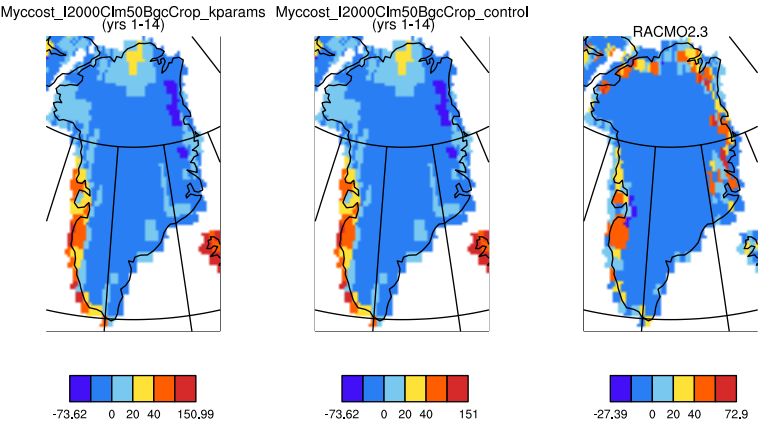 Myccost_I2000Clm50BgcCrop_kparams
(yrs 1-14)
Myccost_I2000Clm50BgcCrop_control
(yrs 1-14)
RACMO2.3
-73.62 0 20 40 150.99
-73.62 0 20 40 151
-27.39 0 20 40 72.9